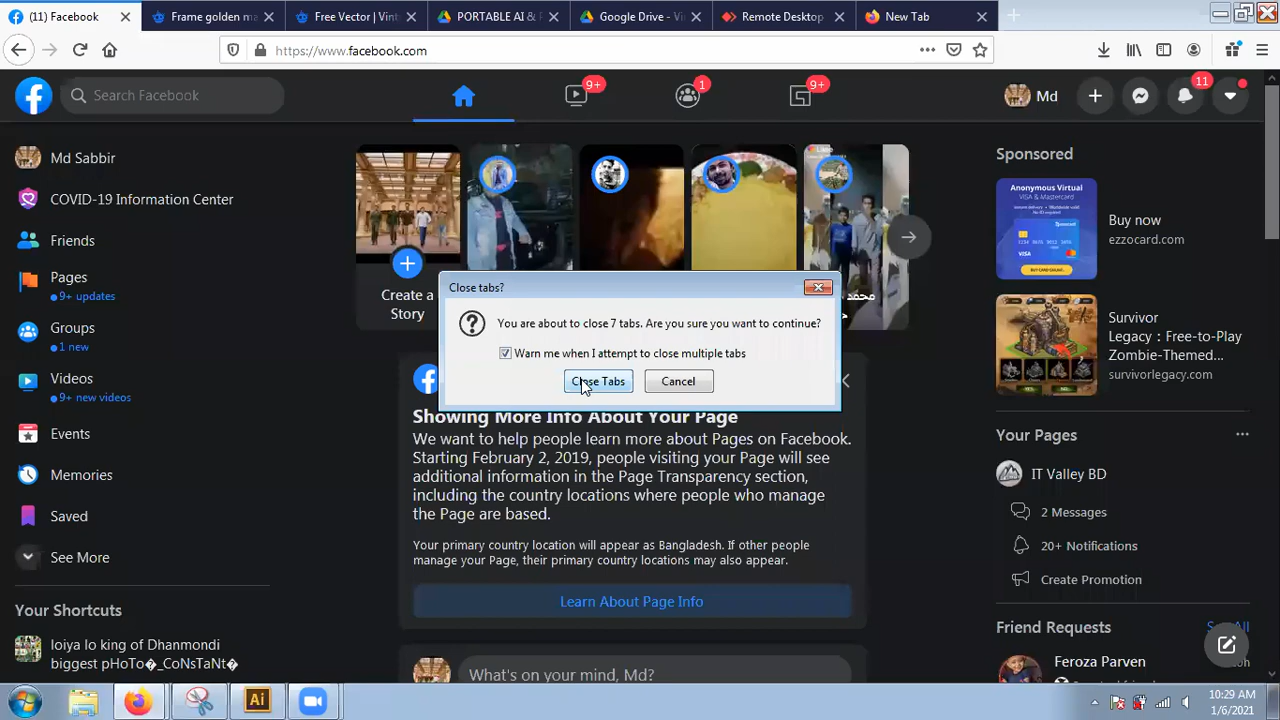 (11) Facebook
Frame golden m
Free Vector | Vint
PORTABLE AI &
Google Drive - Vi
Remote Desktop
New Tab
https://www.facebook.com
Search Facebook
9+
1
9+
Md
11
Md Sabbir
COVID-19 Information Center
Friends
Pages
9+ updates
Groups
1 new
Videos
9+ new videos
Events
Memories
Saved
See More
Your Shortcuts
loiya lo king of Dhanmondi
biggest pHoTo�_CoNsTaNt�
Create a
Story
محمد
Close tabs?
You are about to close 7 tabs. Are you sure you want to continue?
Warn me when I attempt to close multiple tabs
Close Tabs
Cancel
Showing More Info About Your Page
We want to help people learn more about Pages on Facebook.
Starting February 2, 2019, people visiting your Page will see
additional information in the Page Transparency section,
including the country locations where people who manage
the Page are based.
Your primary country location will appear as Bangladesh. If other people
manage your Page, their primary country locations may also appear.
Learn About Page Info
What's on your mind, Md?
Sponsored
Anonymous Virtual
VISA & Mastercard
Buy now
ezzocard.com
Survivor
Legacy : Free-to-Play
Zombie-Themed...
survivorlegacy.com
Your Pages
IT Valley BD
2 Messages
20+ Notifications
Create Promotion
Friend Requests
See All
Feroza Parven
Ai
10:29 AM
1/6/2021